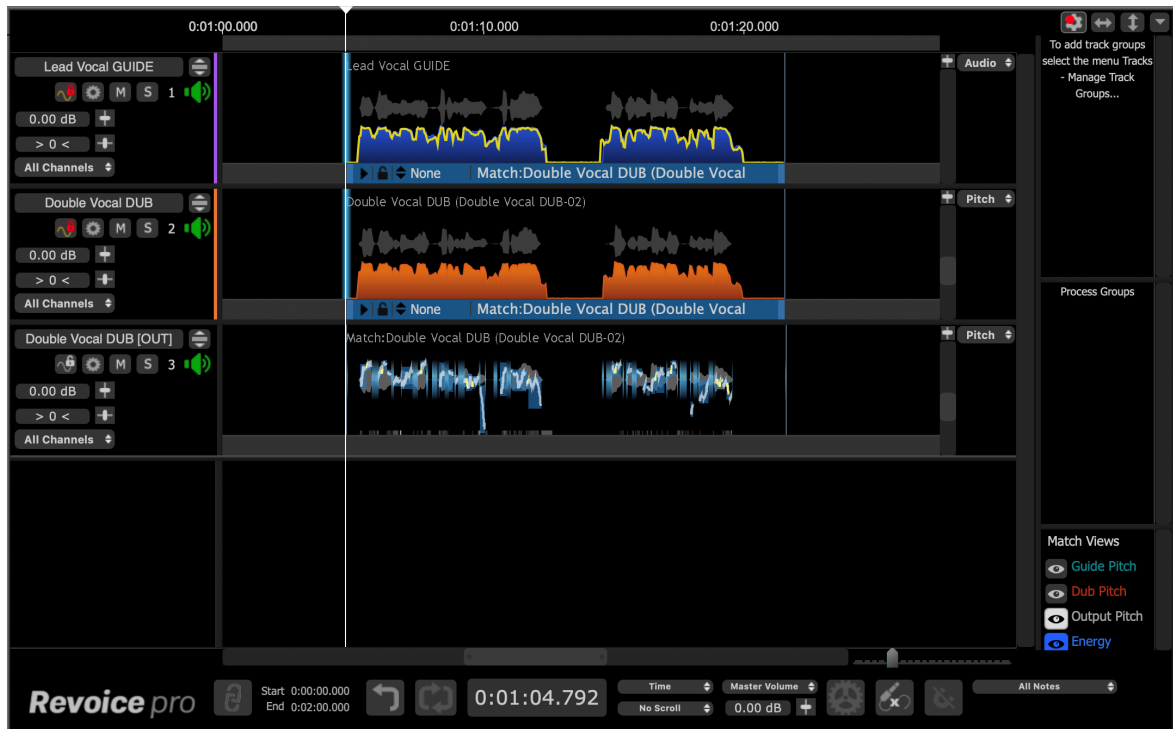 0:01:00.000
0:01:10.000
0:01:20.000
To add track groups
select the menu Tracks
- Manage Track
Groups...
Lead Vocal GUIDE
M S 1
0.00 dB
> 0 <
All Channels
Lead Vocal GUIDE
Audio
None
Match:Double Vocal DUB (Double Vocal
Double Vocal DUB
M S 2
0.00 dB
> 0 <
All Channels
Double Vocal DUB (Double Vocal DUB-02)
Pitch
None
Match:Double Vocal DUB (Double Vocal
Process Groups
Double Vocal DUB [OUT]
M S 3
0.00 dB
> 0 <
All Channels
Match:Double Vocal DUB (Double Vocal DUB-02)
Pitch
Match Views
Guide Pitch
Dub Pitch
Output Pitch
Energy
Revoice pro
Start 0:00:00.000
End 0:02:00.000
0:01:04.792
Time
No Scroll
Master Volume
0.00 dB
x
All Notes